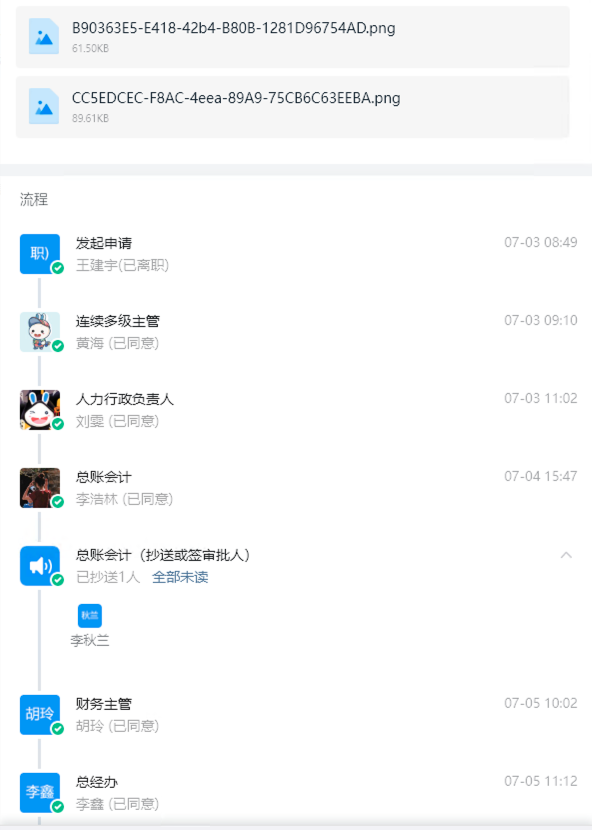 B90363E5-E418-42b4-B80B-1281D96754AD.png
61.50KB
CC5EDCEC-F8AC-4eea-89A9-75CB6C63EEBA.png
89.61KB
流程
职)
发起申请
07-03 08:49
王建宇(已离职)
连续多级主管
07-03 09:10
黄海 (已同意)
人力行政负责人
07-03 11:02
刘雯 (已同意)
总账会计
07-04 15:47
李浩林 (已同意)
总账会计（抄送或签审批人）
已抄送1人 全部未读
秋兰
李秋兰
胡玲
财务主管
07-05 10:02
胡玲 (已同意)
李鑫
总经办
07-05 11:12
李鑫 (已同意)